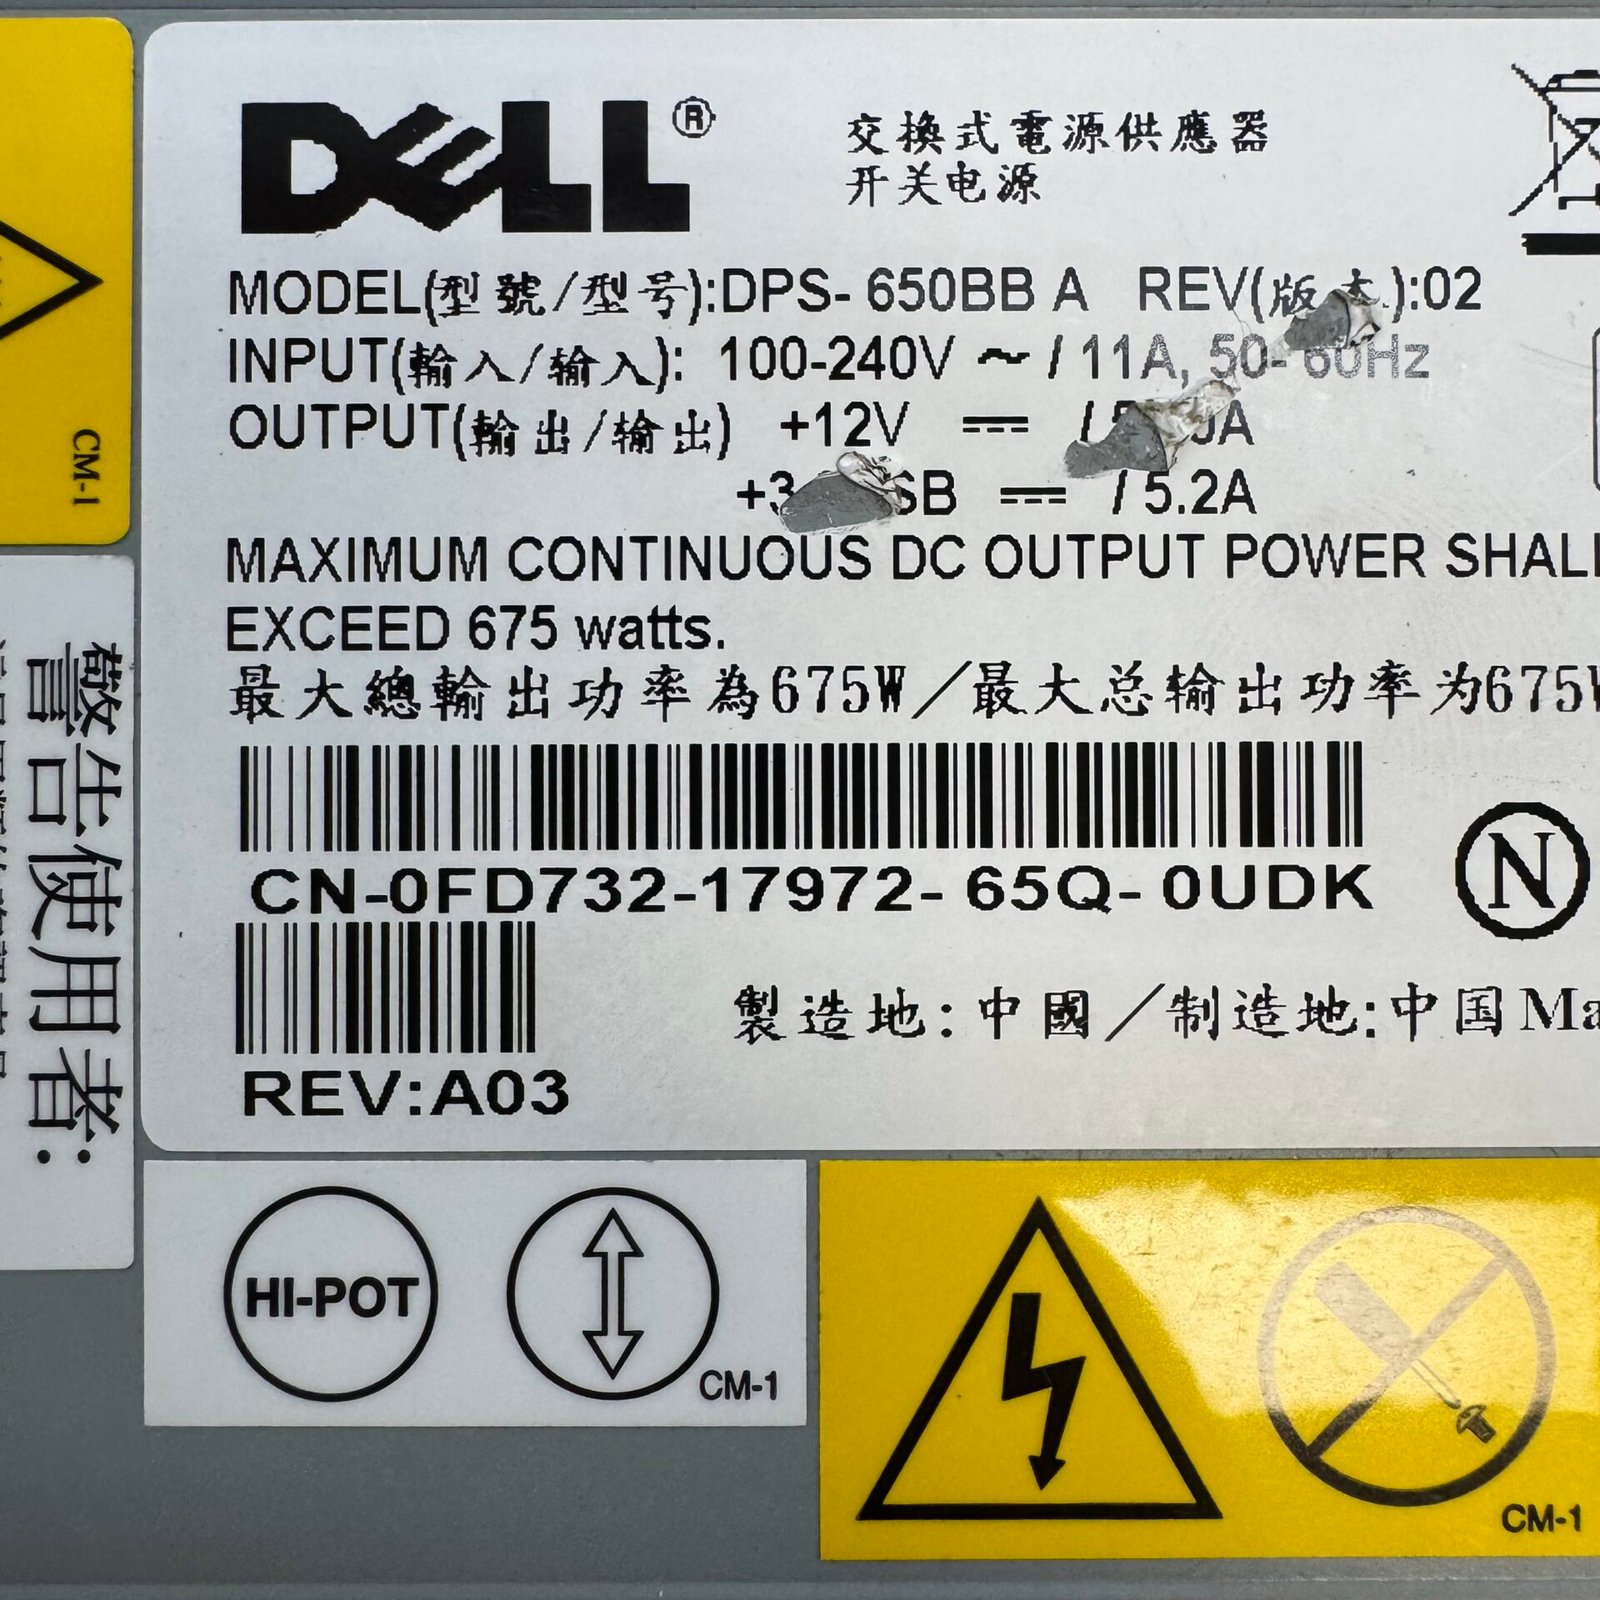 DELL®
交換式電源供應器
开关电源
MODEL(型號/型号):DPS- 650BB A REV(版本):02
INPUT(輸入/输入): 100-240V ~ / 11A, 50- 60Hz
OUTPUT(輸出/输出) +12V ⎓
⎓ / 5.2A
MAXIMUM CONTINUOUS DC OUTPUT POWER SHALL
EXCEED 675 watts.
最大總輸出功率為675W/最大总输出功率为675W
CN-0FD732-17972- 65Q- 0UDK
N
製造地:中國/制造地:中国 Ma
REV:A03
HI-POT
CM-1
CM-1
CM-1
警告使用者: